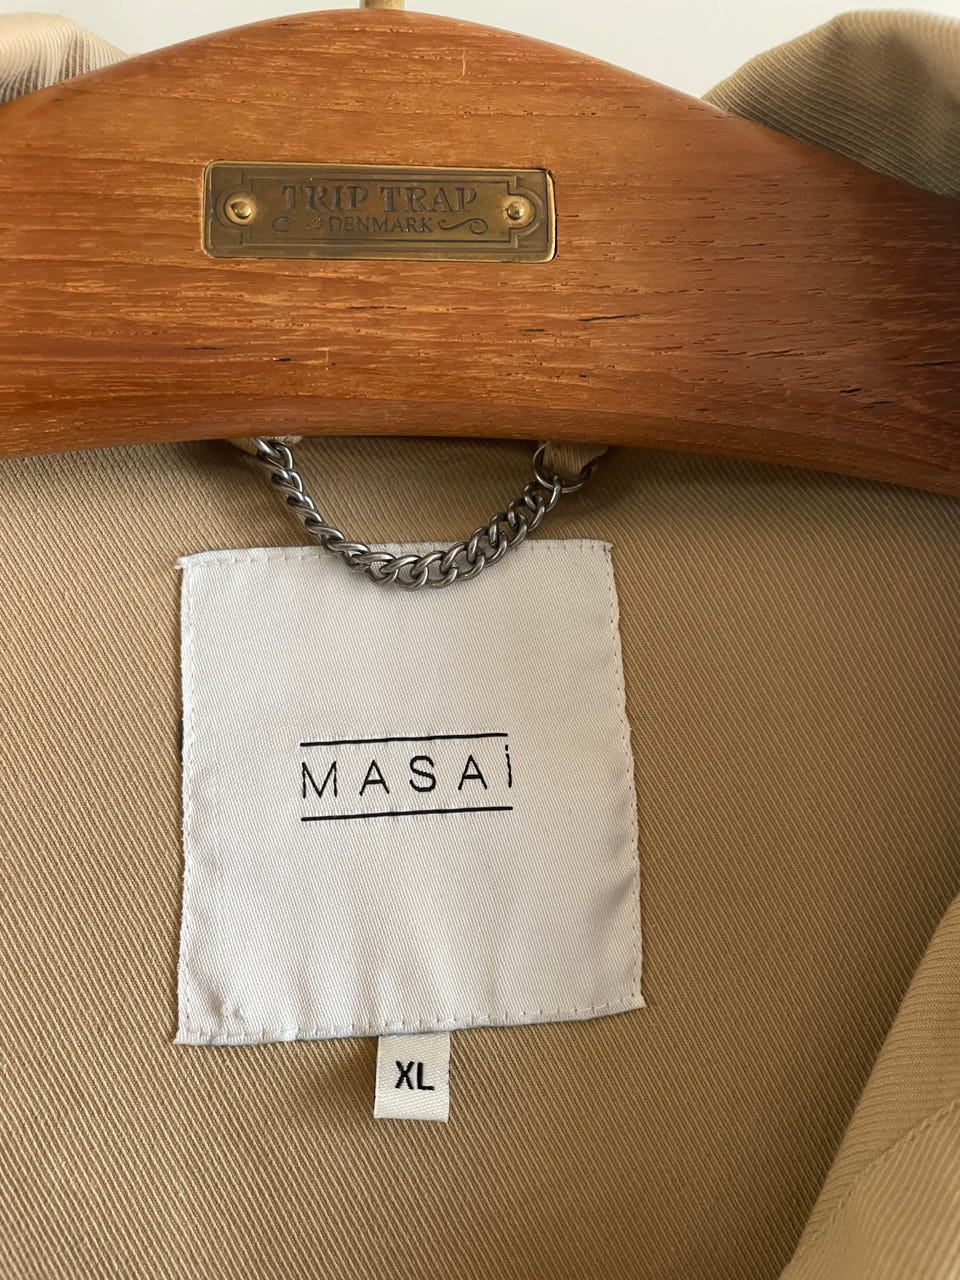 TRIP TRAP
DENMARK
MASAi
XL